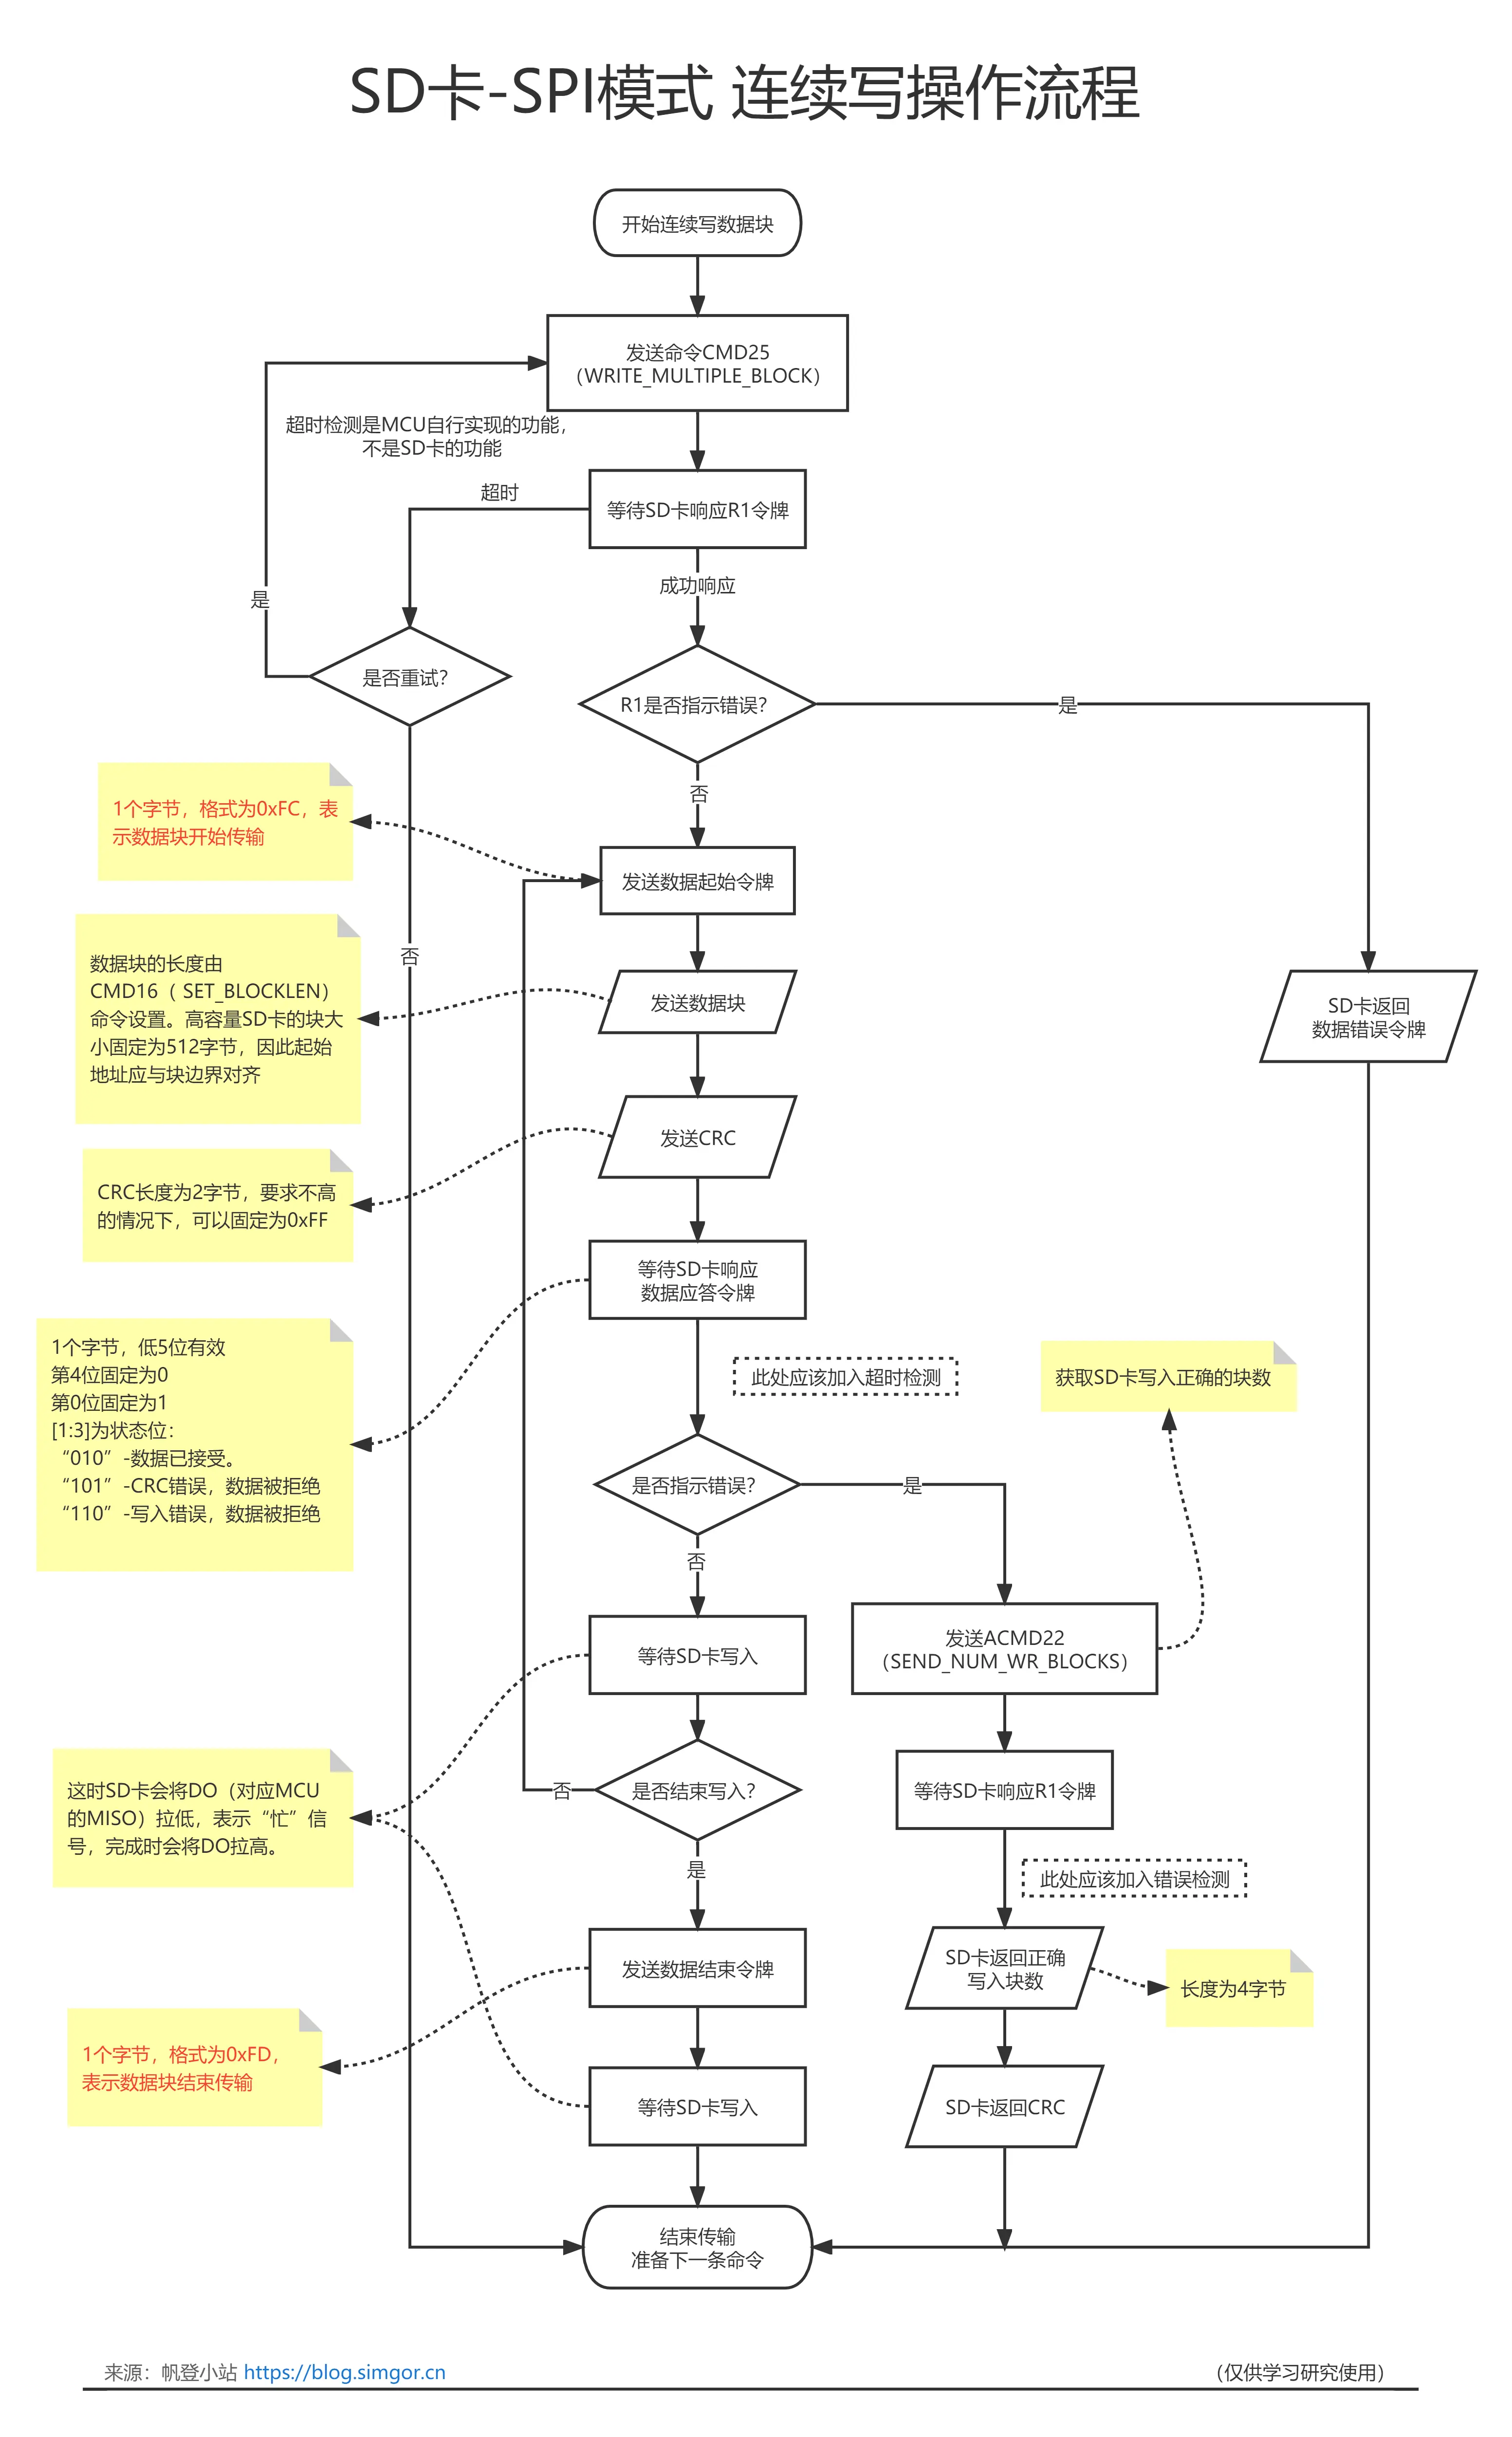 SD卡-SPI模式 连续写操作流程
开始连续写数据块
发送命令CMD25
（WRITE_MULTIPLE_BLOCK）
超时检测是MCU自行实现的功能，
不是SD卡的功能
超时
等待SD卡响应R1令牌
成功响应
是
是否重试？
R1是否指示错误？
是
否
1个字节，格式为0xFC，表
示数据块开始传输
发送数据起始令牌
否
数据块的长度由
CMD16（ SET_BLOCKLEN）
命令设置。高容量SD卡的块大
小固定为512字节，因此起始
地址应与块边界对齐
发送数据块
SD卡返回
数据错误令牌
发送CRC
CRC长度为2字节，要求不高
的情况下，可以固定为0xFF
等待SD卡响应
数据应答令牌
1个字节，低5位有效
第4位固定为0
第0位固定为1
[1:3]为状态位：
“010”-数据已接受。
“101”-CRC错误，数据被拒绝
“110”-写入错误，数据被拒绝
此处应该加入超时检测
获取SD卡写入正确的块数
是否指示错误？
是
否
等待SD卡写入
发送ACMD22
（SEND_NUM_WR_BLOCKS）
这时SD卡会将DO（对应MCU
的MISO）拉低，表示“忙”信
号，完成时会将DO拉高。
否
是否结束写入？
等待SD卡响应R1令牌
是
此处应该加入错误检测
发送数据结束令牌
SD卡返回正确
写入块数
长度为4字节
1个字节，格式为0xFD，
表示数据块结束传输
等待SD卡写入
SD卡返回CRC
结束传输
准备下一条命令
来源：帆登小站 https://blog.simgor.cn
（仅供学习研究使用）